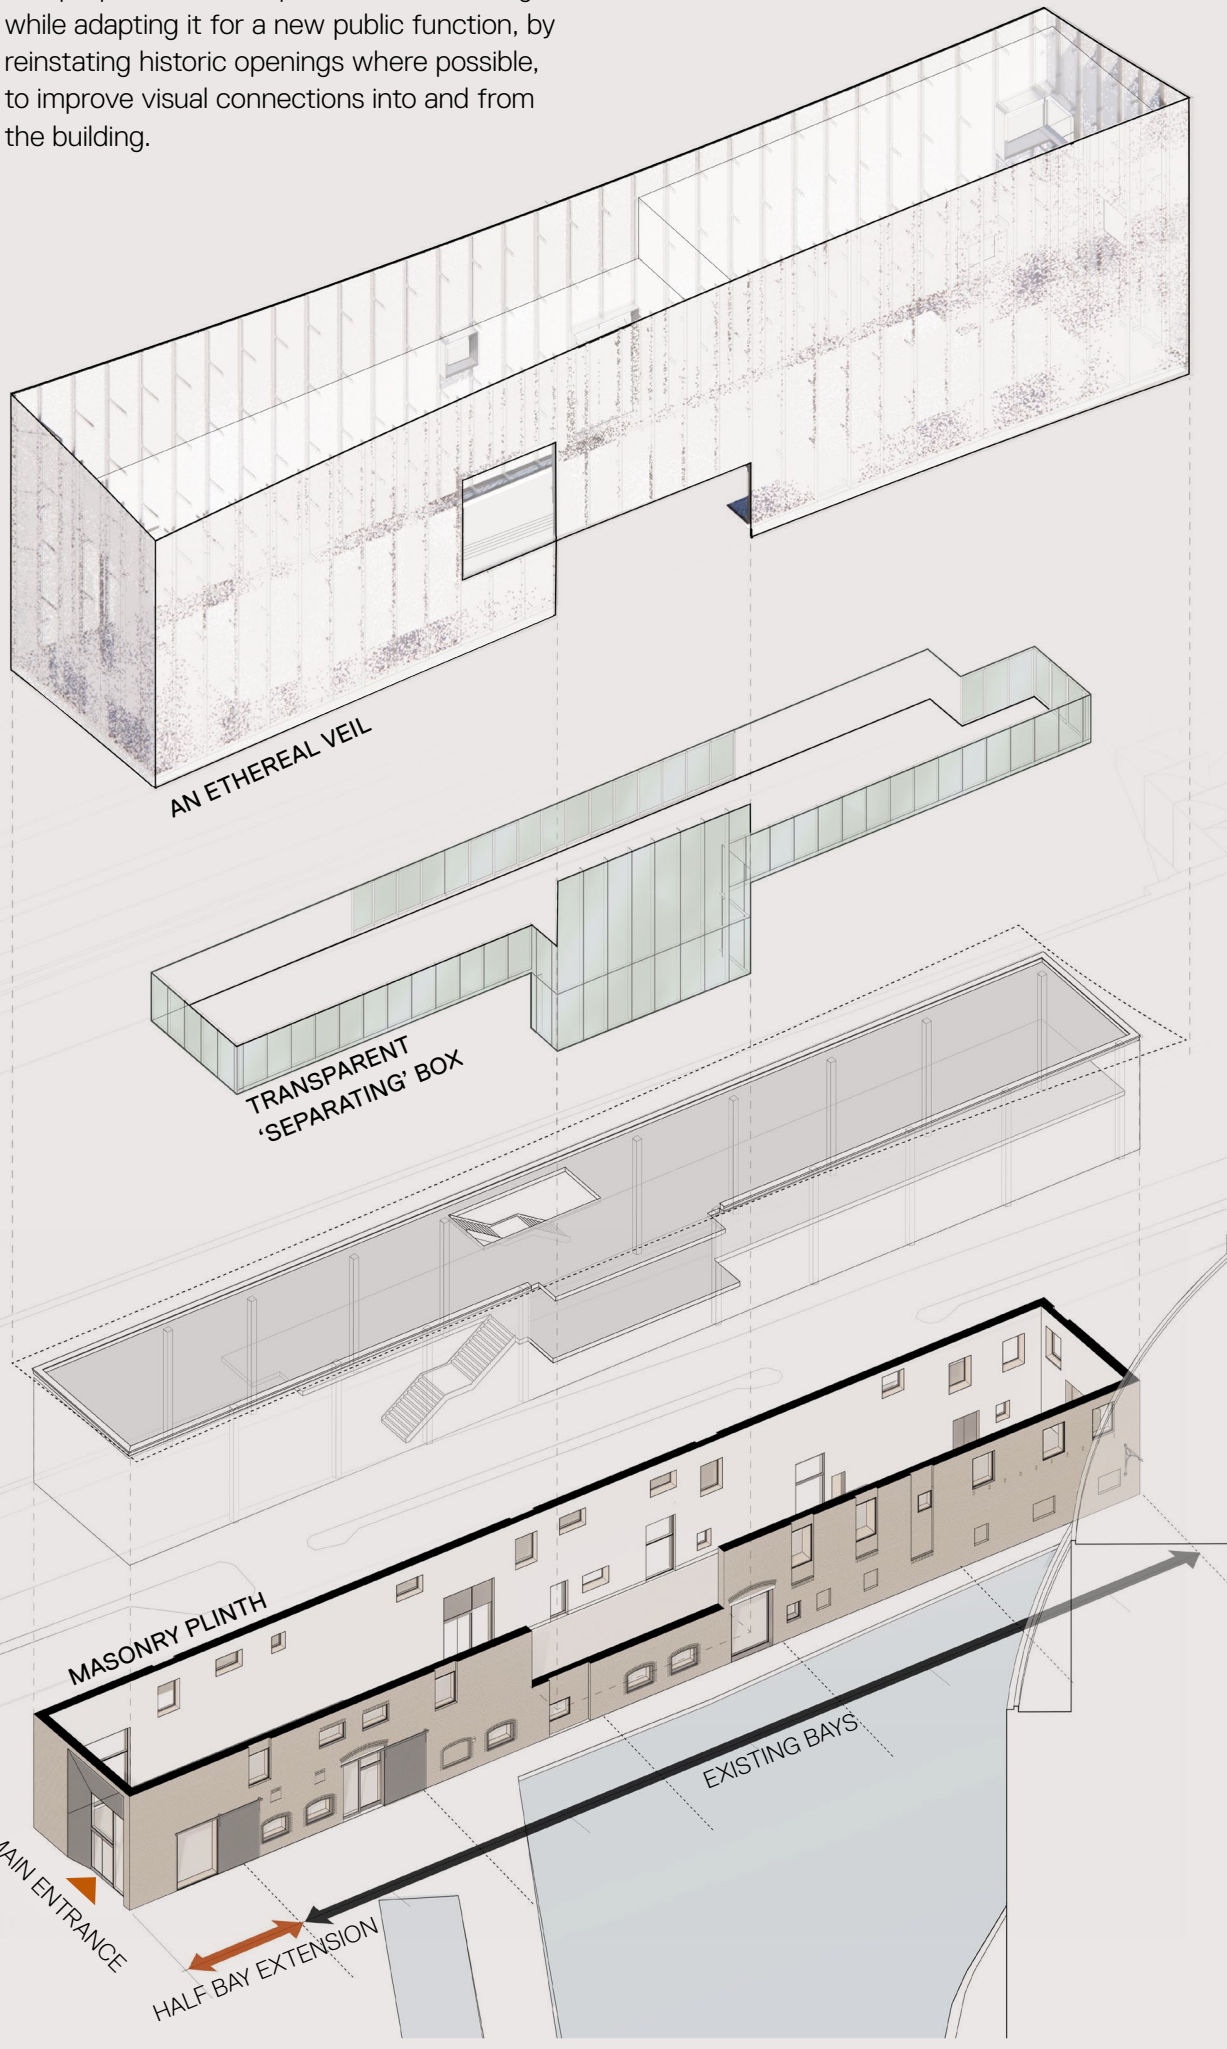 while adapting it for a new public function, by
reinstating historic openings where possible,
to improve visual connections into and from
the building.
AN ETHEREAL VEIL
TRANSPARENT
‘SEPARATING’ BOX
MASONRY PLINTH
EXISTING BAYS
MAIN ENTRANCE
HALF BAY EXTENSION